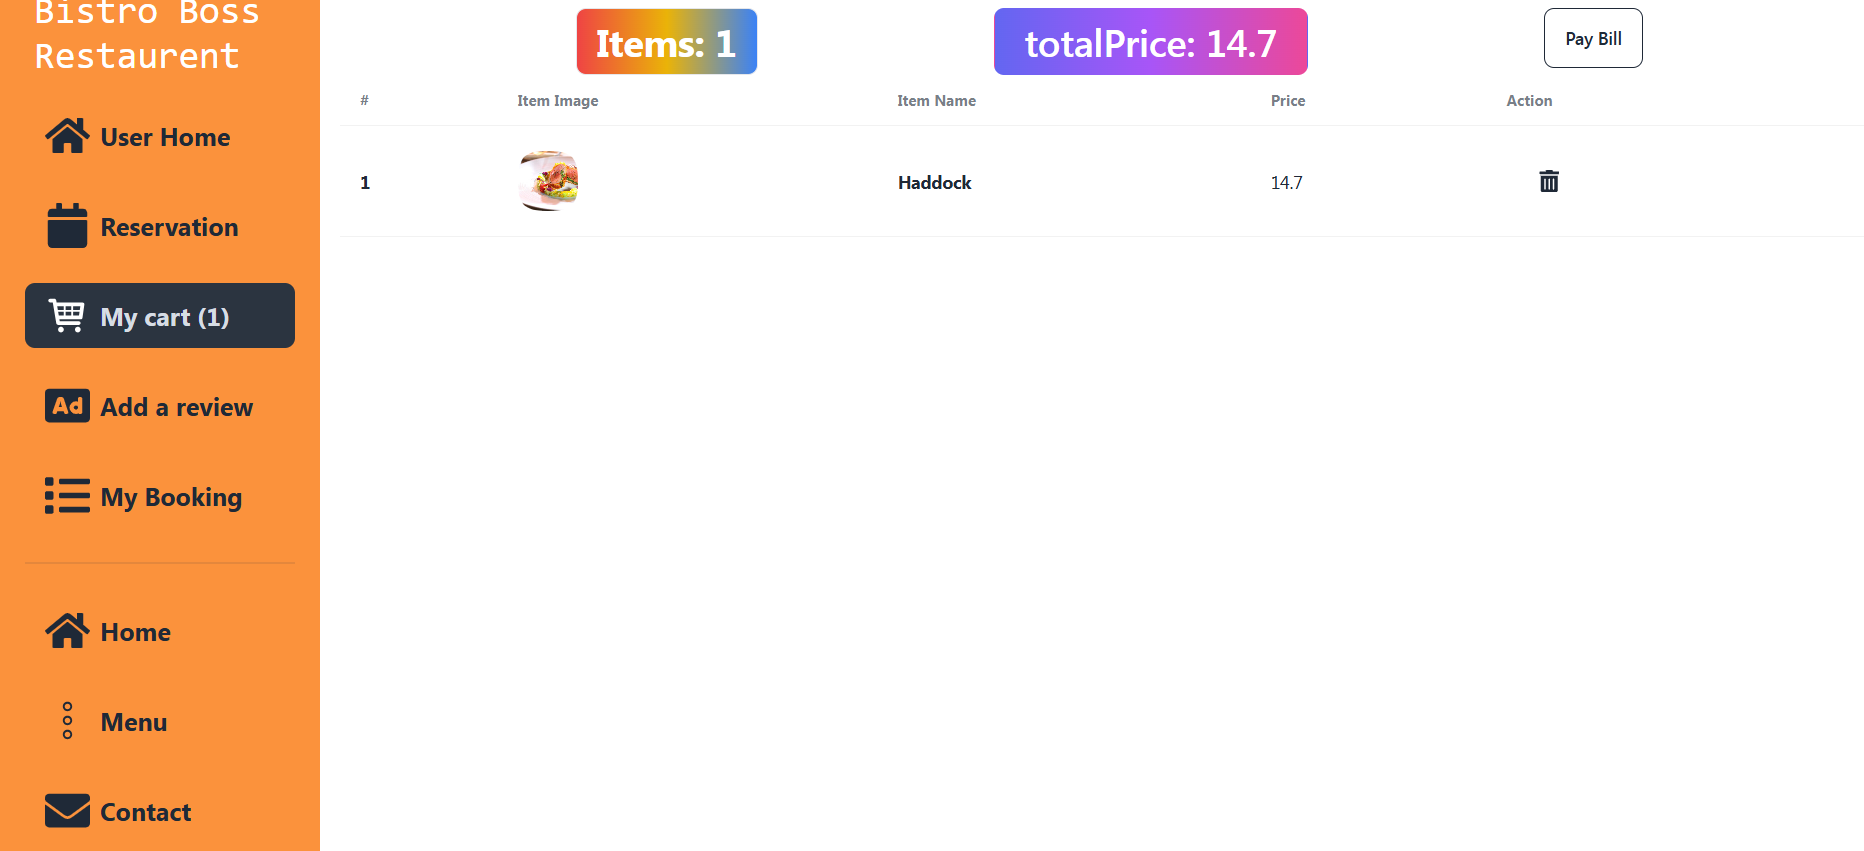 Bistro Boss
Restaurent
User Home
Reservation
My cart (1)
Ad Add a review
My Booking
Home
Menu
Contact
Items: 1 totalPrice: 14.7 Pay Bill
# Item Image Item Name Price Action
1 Haddock 14.7